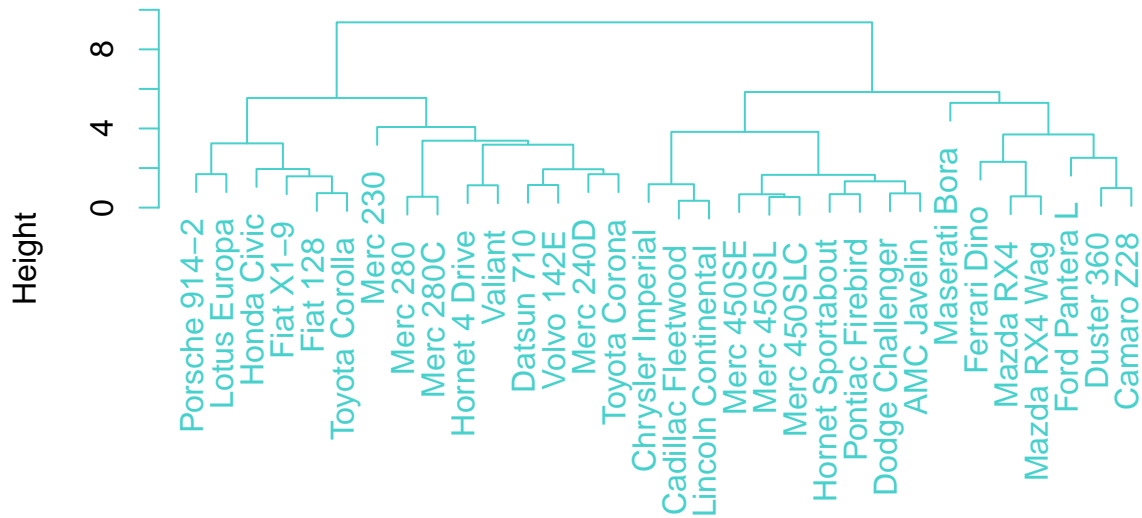 Height
8
4
0
Porsche 914−2
Lotus Europa
Honda Civic
Fiat X1−9
Fiat 128
Toyota Corolla
Merc 230
Merc 280
Merc 280C
Hornet 4 Drive
Valiant
Datsun 710
Volvo 142E
Merc 240D
Toyota Corona
Chrysler Imperial
Cadillac Fleetwood
Lincoln Continental
Merc 450SE
Merc 450SL
Merc 450SLC
Hornet Sportabout
Pontiac Firebird
Dodge Challenger
AMC Javelin
Maserati Bora
Ferrari Dino
Mazda RX4
Mazda RX4 Wag
Ford Pantera L
Duster 360
Camaro Z28